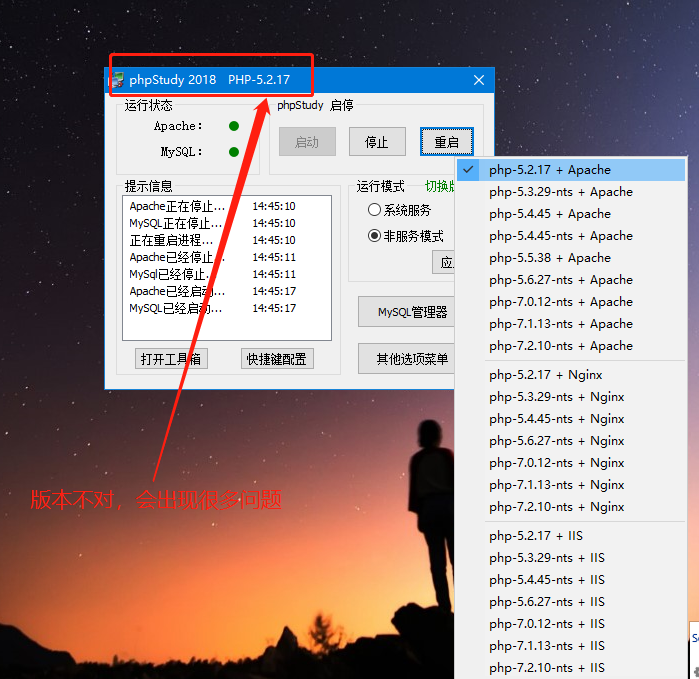 phpStudy 2018 PHP-5.2.17
运行状态
Apache:
MySQL:
phpStudy 启停
启动
停止
重启
提示信息
Apache正在停止... 14:45:10
MySQL正在停止... 14:45:10
正在重启进程... 14:45:10
Apache已经停止... 14:45:11
MySql已经停止... 14:45:11
Apache已经启动... 14:45:17
MySQL已经启动... 14:45:17
打开工具箱
快捷键配置
运行模式 切换版
系统服务
非服务模式
应
MySQL管理器
其他选项菜单
php-5.2.17 + Apache
php-5.3.29-nts + Apache
php-5.4.45 + Apache
php-5.4.45-nts + Apache
php-5.5.38 + Apache
php-5.6.27-nts + Apache
php-7.0.12-nts + Apache
php-7.1.13-nts + Apache
php-7.2.10-nts + Apache
php-5.2.17 + Nginx
php-5.3.29-nts + Nginx
php-5.4.45-nts + Nginx
php-5.6.27-nts + Nginx
php-7.0.12-nts + Nginx
php-7.1.13-nts + Nginx
php-7.2.10-nts + Nginx
php-5.2.17 + IIS
php-5.3.29-nts + IIS
php-5.4.45-nts + IIS
php-5.6.27-nts + IIS
php-7.0.12-nts + IIS
php-7.1.13-nts + IIS
php-7.2.10-nts + IIS
版本不对，会出现很多问题